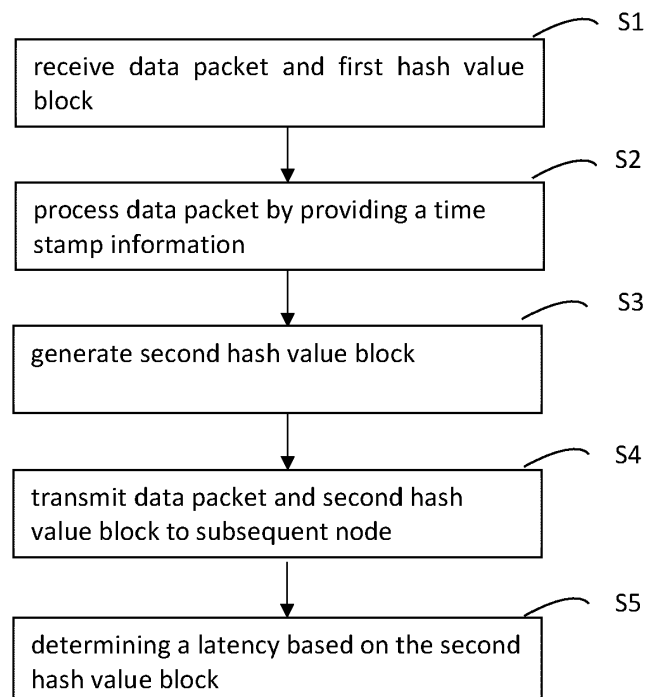 S1
receive data packet and first hash value
block
S2
process data packet by providing a time
stamp information
S3
generate second hash value block
S4
transmit data packet and second hash
value block to subsequent node
S5
determining a latency based on the second
hash value block